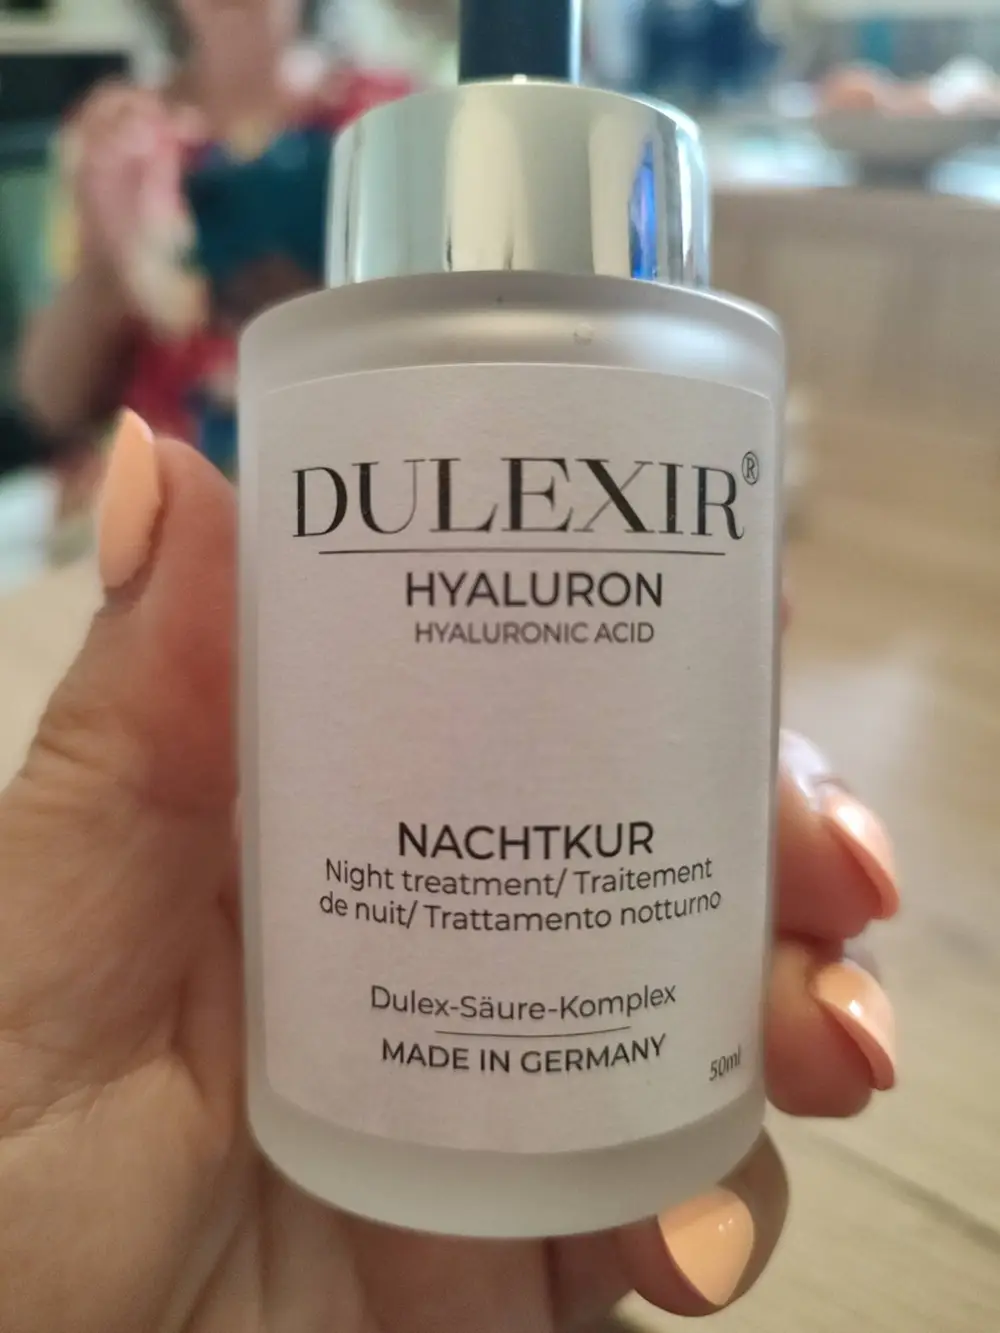 DULEXIR®
HYALURON
HYALURONIC ACID
NACHTKUR
Night treatment/ Traitement
de nuit/ Trattamento notturno
Dulex-Säure-Komplex
MADE IN GERMANY
50ml